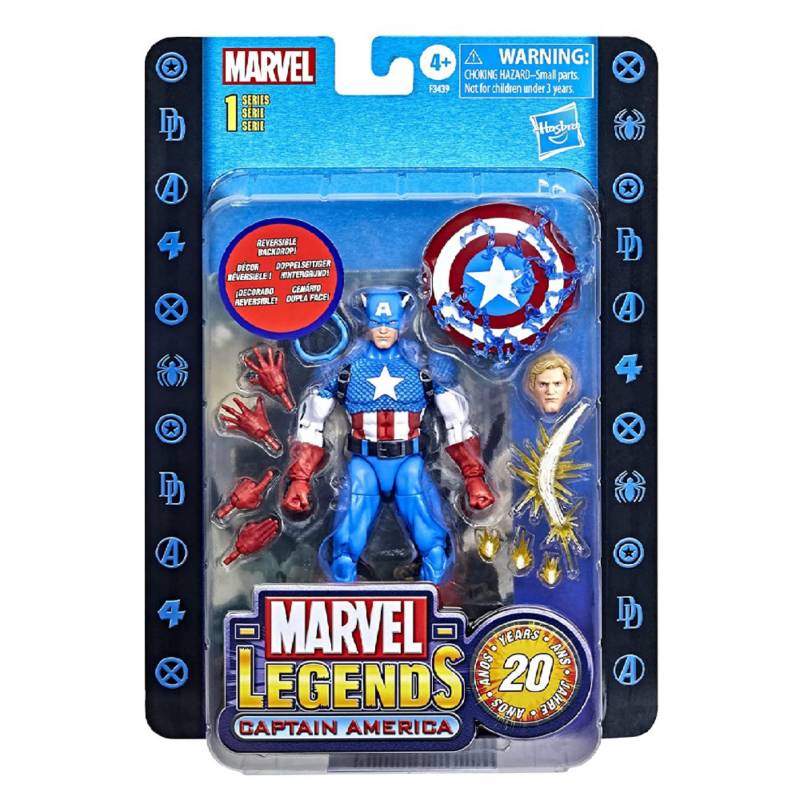 MARVEL
1 SERIES
SÉRIE
SERIE
4+
F3439
WARNING:
CHOKING HAZARD—Small parts.
Not for children under 3 years.
Hasbro
REVERSIBLE
BACKDROP!
DÉCOR
RÉVERSIBLE !
DOPPELSEITIGER
HINTERGRUND!
¡DECORADO
REVERSIBLE!
CENÁRIO
DUPLA FACE!
A
MARVEL
LEGENDS
CAPTAIN AMERICA
20
YEARS • ANS • JAHRE • AÑOS • ANOS